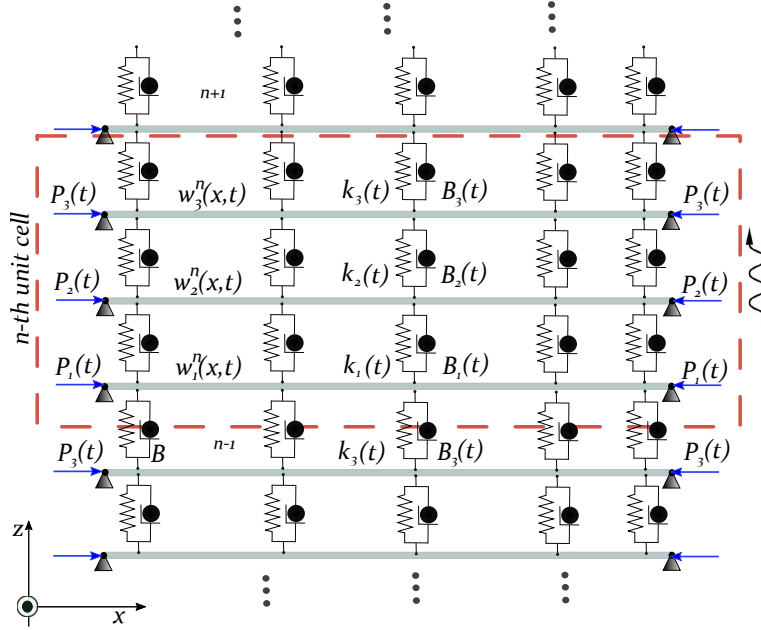 n+1
P₃(t) w₃ⁿ(x,t) k₃(t) B₃(t) P₃(t)
n-th unit cell
P₂(t) w₂ⁿ(x,t) k₂(t) B₂(t) P₂(t)
P₁(t) w₁ⁿ(x,t) k₁(t) B₁(t) P₁(t)
n-1
P₃(t) B k₃(t) B₃(t) P₃(t)
z
x